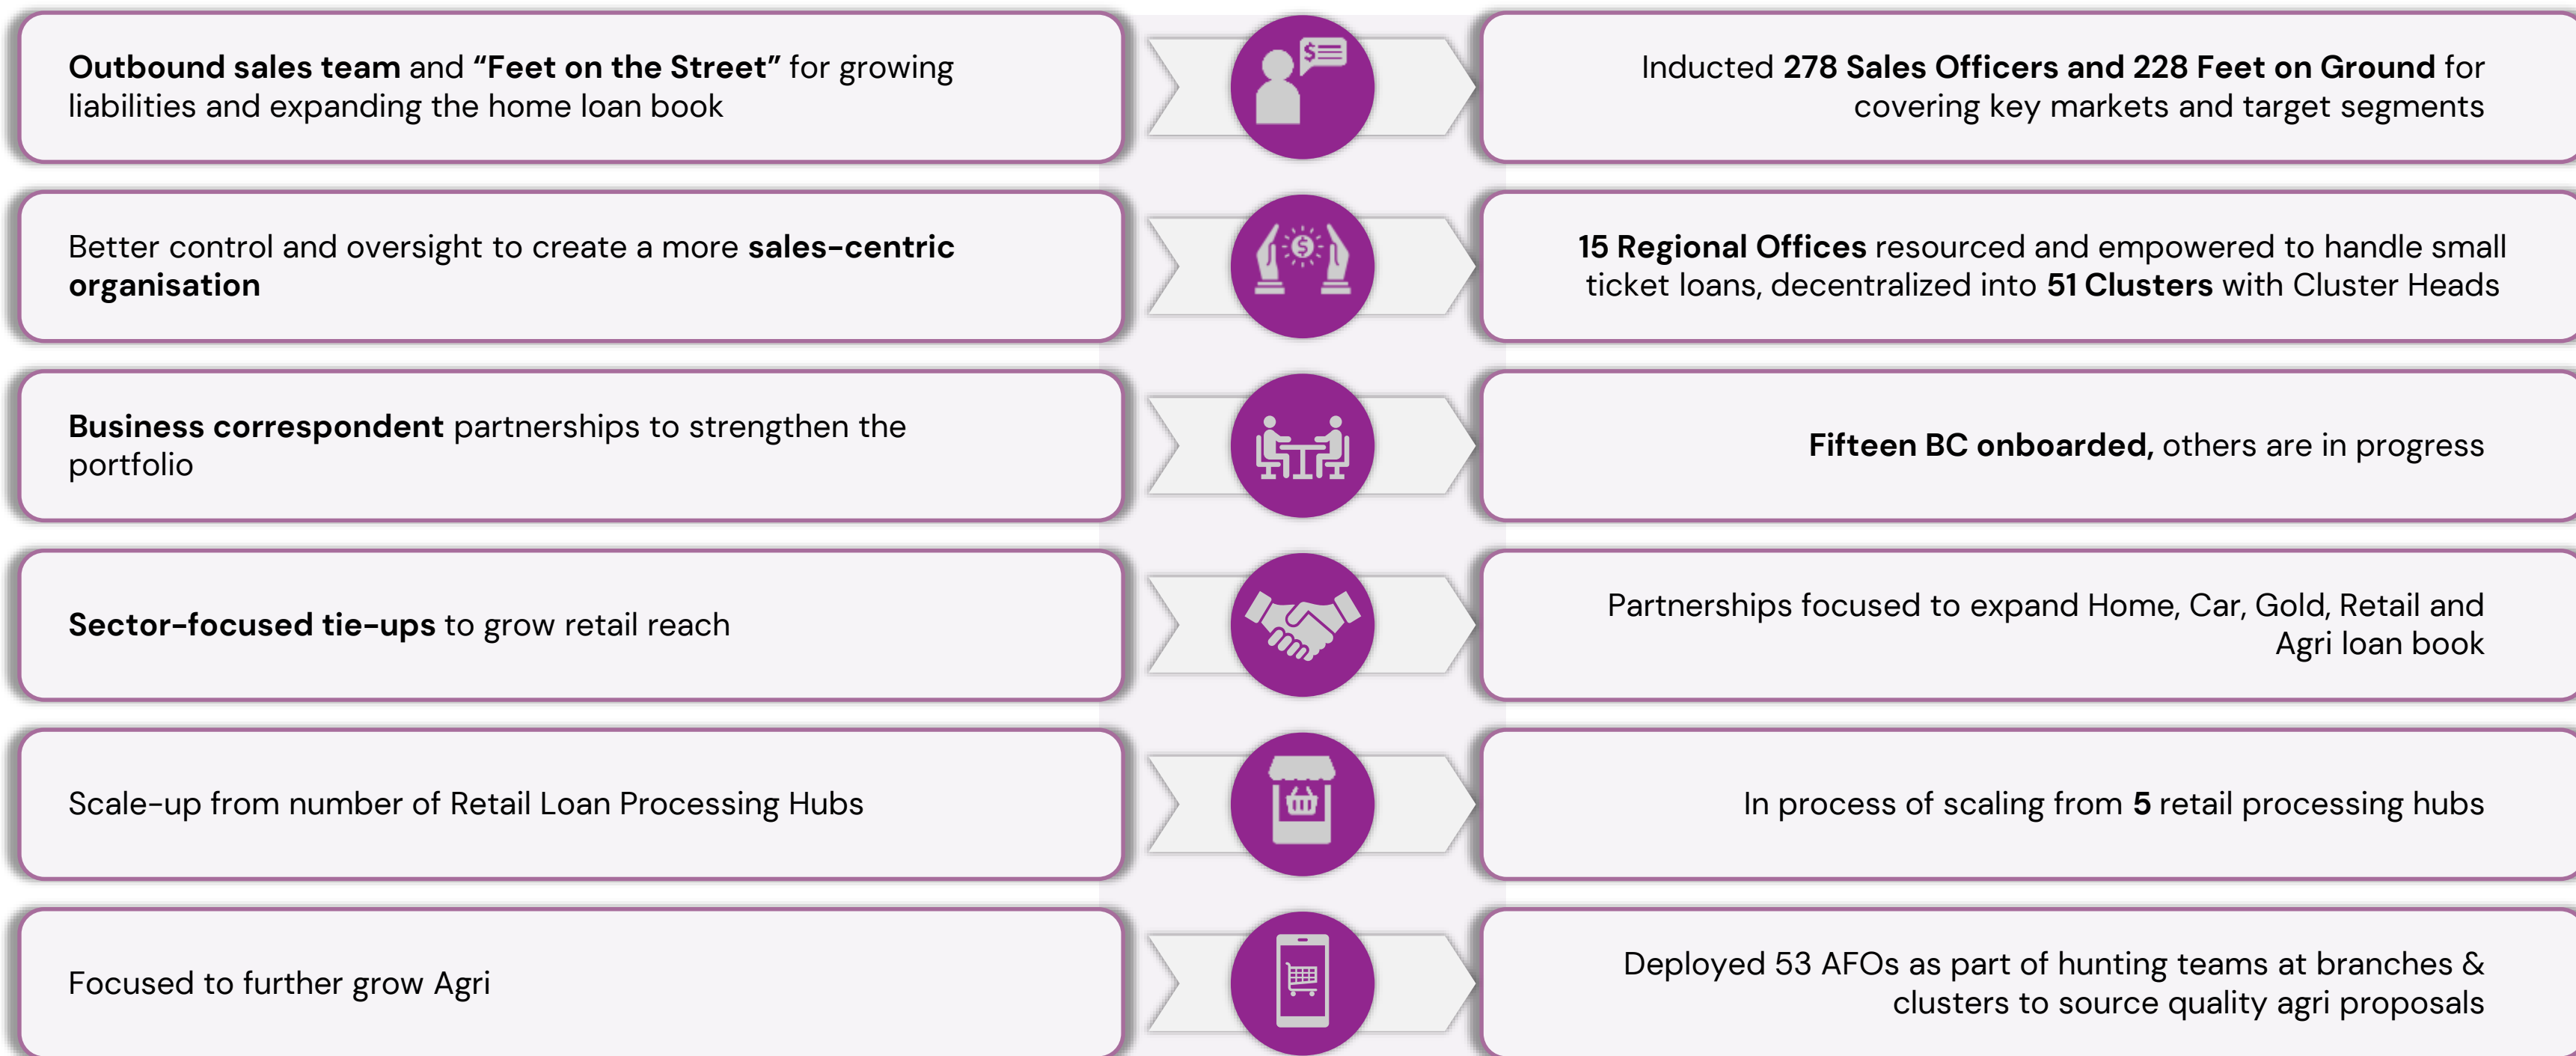 Outbound sales team and “Feet on the Street” for growing
liabilities and expanding the home loan book
Inducted 278 Sales Officers and 228 Feet on Ground for
covering key markets and target segments
Better control and oversight to create a more sales-centric
organisation
15 Regional Offices resourced and empowered to handle small
ticket loans, decentralized into 51 Clusters with Cluster Heads
Business correspondent partnerships to strengthen the
portfolio
Fifteen BC onboarded, others are in progress
Sector-focused tie-ups to grow retail reach
Partnerships focused to expand Home, Car, Gold, Retail and
Agri loan book
Scale-up from number of Retail Loan Processing Hubs
In process of scaling from 5 retail processing hubs
Focused to further grow Agri
Deployed 53 AFOs as part of hunting teams at branches &
clusters to source quality agri proposals